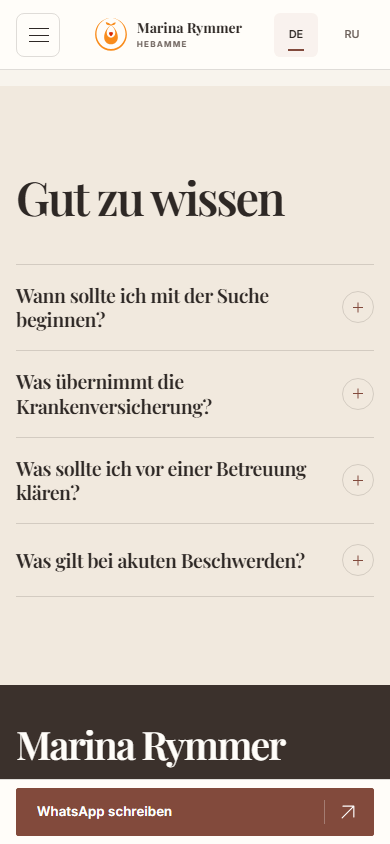 Marina Rymmer
HEBAMME
DE
RU
Gut zu wissen
Wann sollte ich mit der Suche
beginnen?
Was übernimmt die
Krankenversicherung?
Was sollte ich vor einer Betreuung
klären?
Was gilt bei akuten Beschwerden?
Marina Rymmer
WhatsApp schreiben